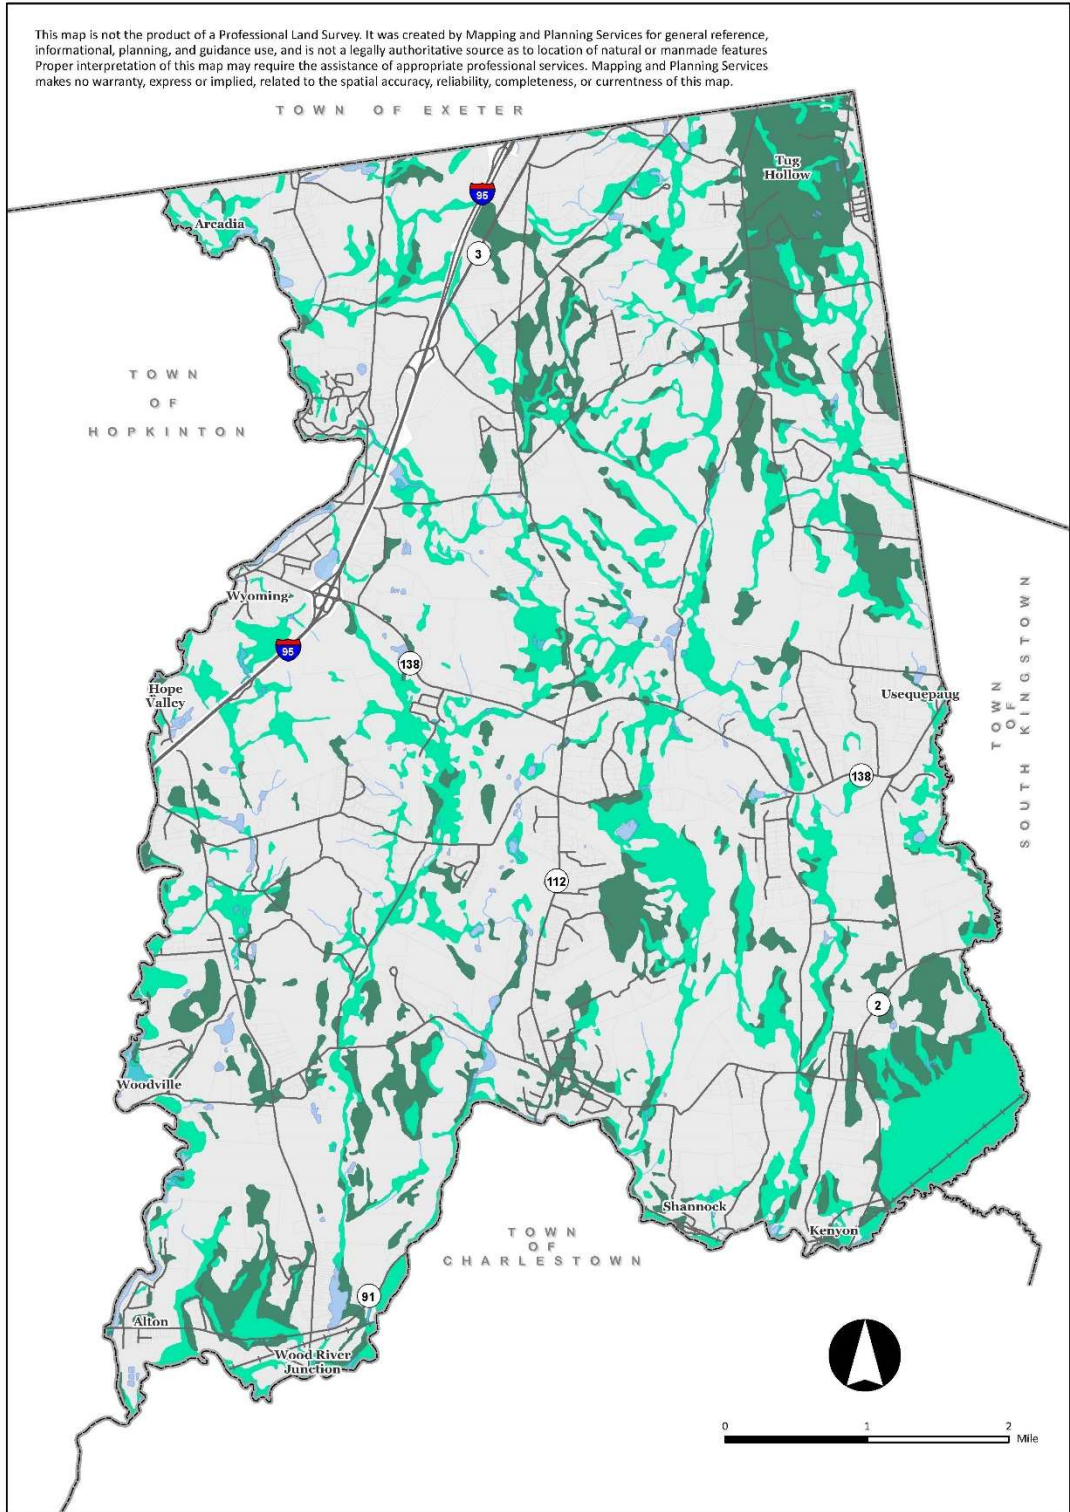 This map is not the product of a Professional Land Survey. It was created by Mapping and Planning Services for general reference,
informational, planning, and guidance use, and is not a legally authoritative source as to location of natural or manmade features
Proper interpretation of this map may require the assistance of appropriate professional services. Mapping and Planning Services
makes no warranty, express or implied, related to the spatial accuracy, reliability, completeness, or currentness of this map.
TOWN OF EXETER
Tug
Hollow
95
Arcadia
3
TOWN
OF
HOPKINTON
Wyoming
95
138
Hope
Valley
Usequepaug
TOWN
OF
SOUTH KINGSTOWN
138
112
2
Woodville
Shannock
Kenyon
TOWN
OF
CHARLESTOWN
91
Alton
Wood River
Junction
0 1 2
Mile